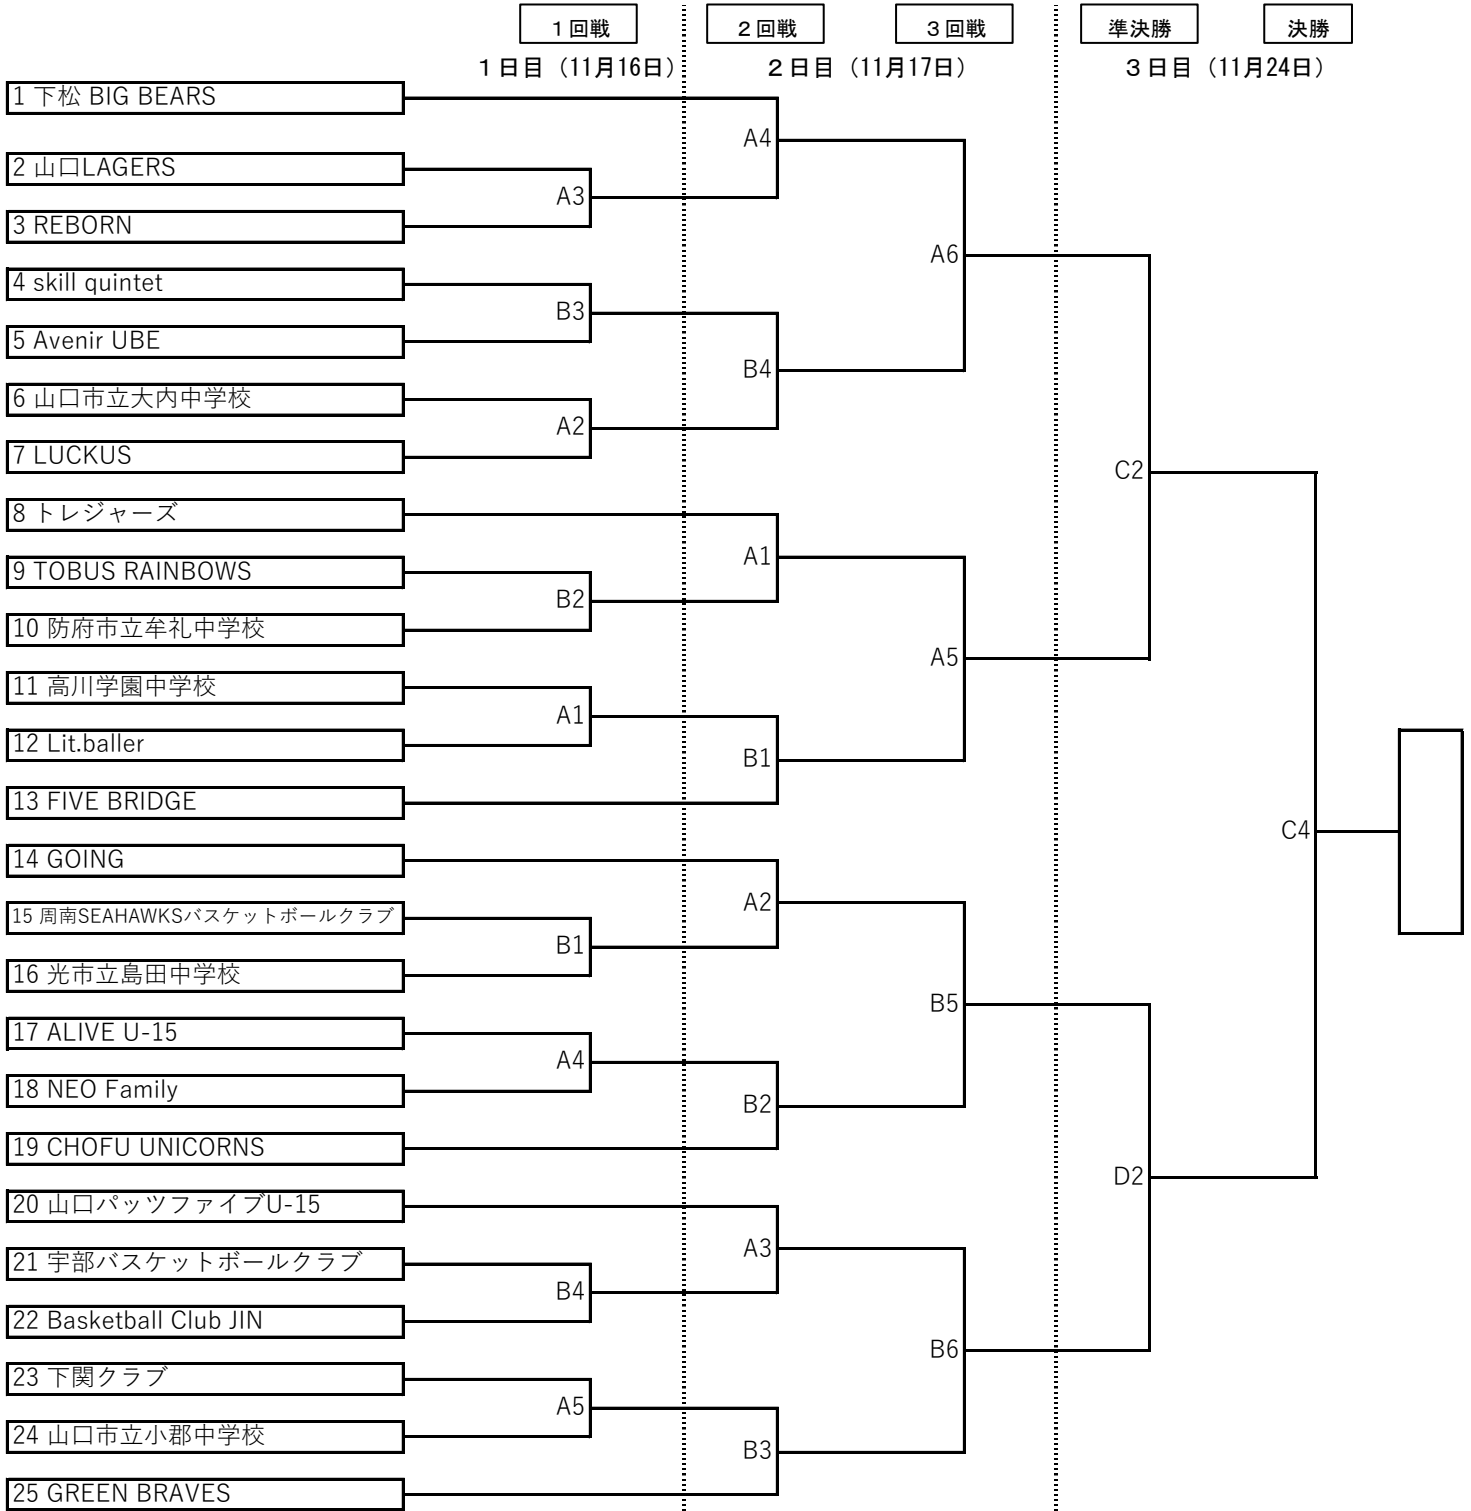 １回戦
２回戦
３回戦
準決勝
決勝
１日目（11月16日）
２日目（11月17日）
３日目（11月24日）
1 下松 BIG BEARS
A4
2 山口LAGERS
A3
3 REBORN
A6
4 skill quintet
B3
5 Avenir UBE
B4
6 山口市立大内中学校
A2
7 LUCKUS
C2
8 トレジャーズ
A1
9 TOBUS RAINBOWS
B2
10 防府市立牟礼中学校
A5
11 高川学園中学校
A1
12 Lit.baller
B1
13 FIVE BRIDGE
C4
14 GOING
A2
15 周南SEAHAWKSバスケットボールクラブ
B1
16 光市立島田中学校
B5
17 ALIVE U-15
A4
18 NEO Family
B2
19 CHOFU UNICORNS
D2
20 山口パッツファイブU-15
A3
21 宇部バスケットボールクラブ
B4
22 Basketball Club JIN
B6
23 下関クラブ
A5
24 山口市立小郡中学校
B3
25 GREEN BRAVES